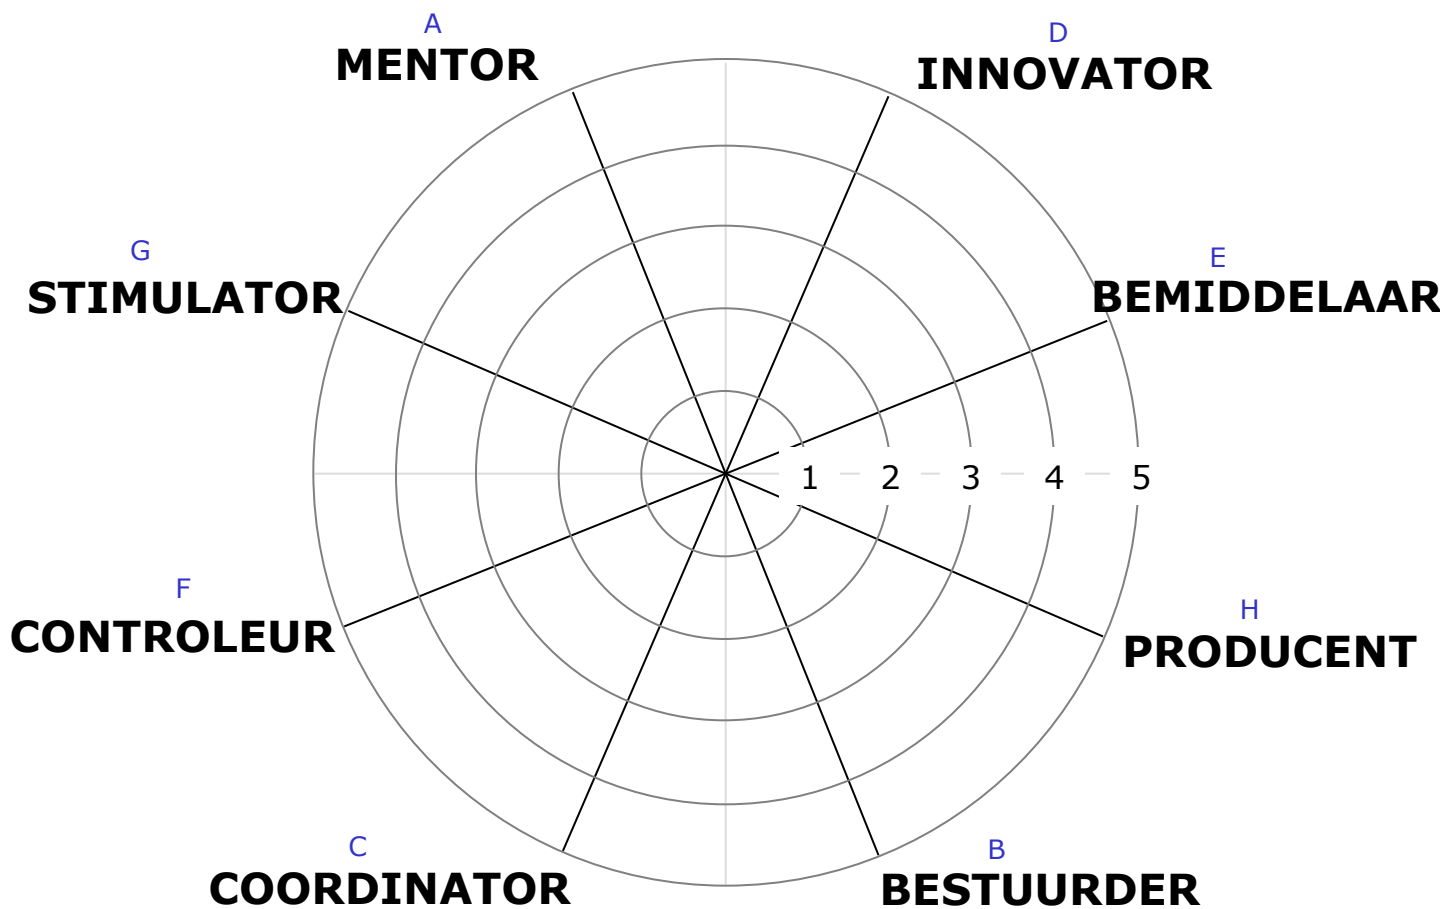 A
MENTOR
D
INNOVATOR
G
STIMULATOR
E
BEMIDDELAAR
1 2 3 4 5
F
CONTROLEUR
H
PRODUCENT
C
COORDINATOR
B
BESTUURDER